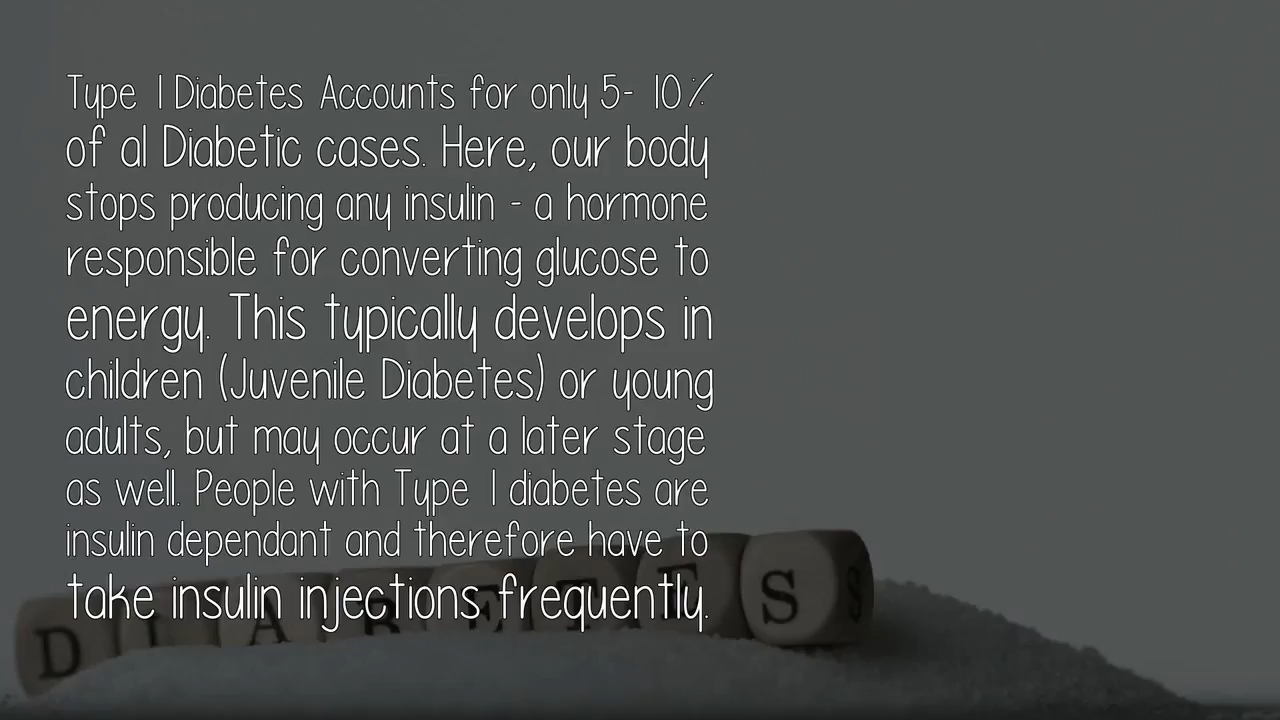 Type 1 Diabetes Accounts for only 5- 10%
of al Diabetic cases. Here, our body
stops producing any insulin - a hormone
responsible for converting glucose to
energy. This typically develops in
children (Juvenile Diabetes) or young
adults, but may occur at a later stage
as well. People with Type 1 diabetes are
insulin dependant and therefore have to
take insulin injections frequently.
D I A B E T E S S